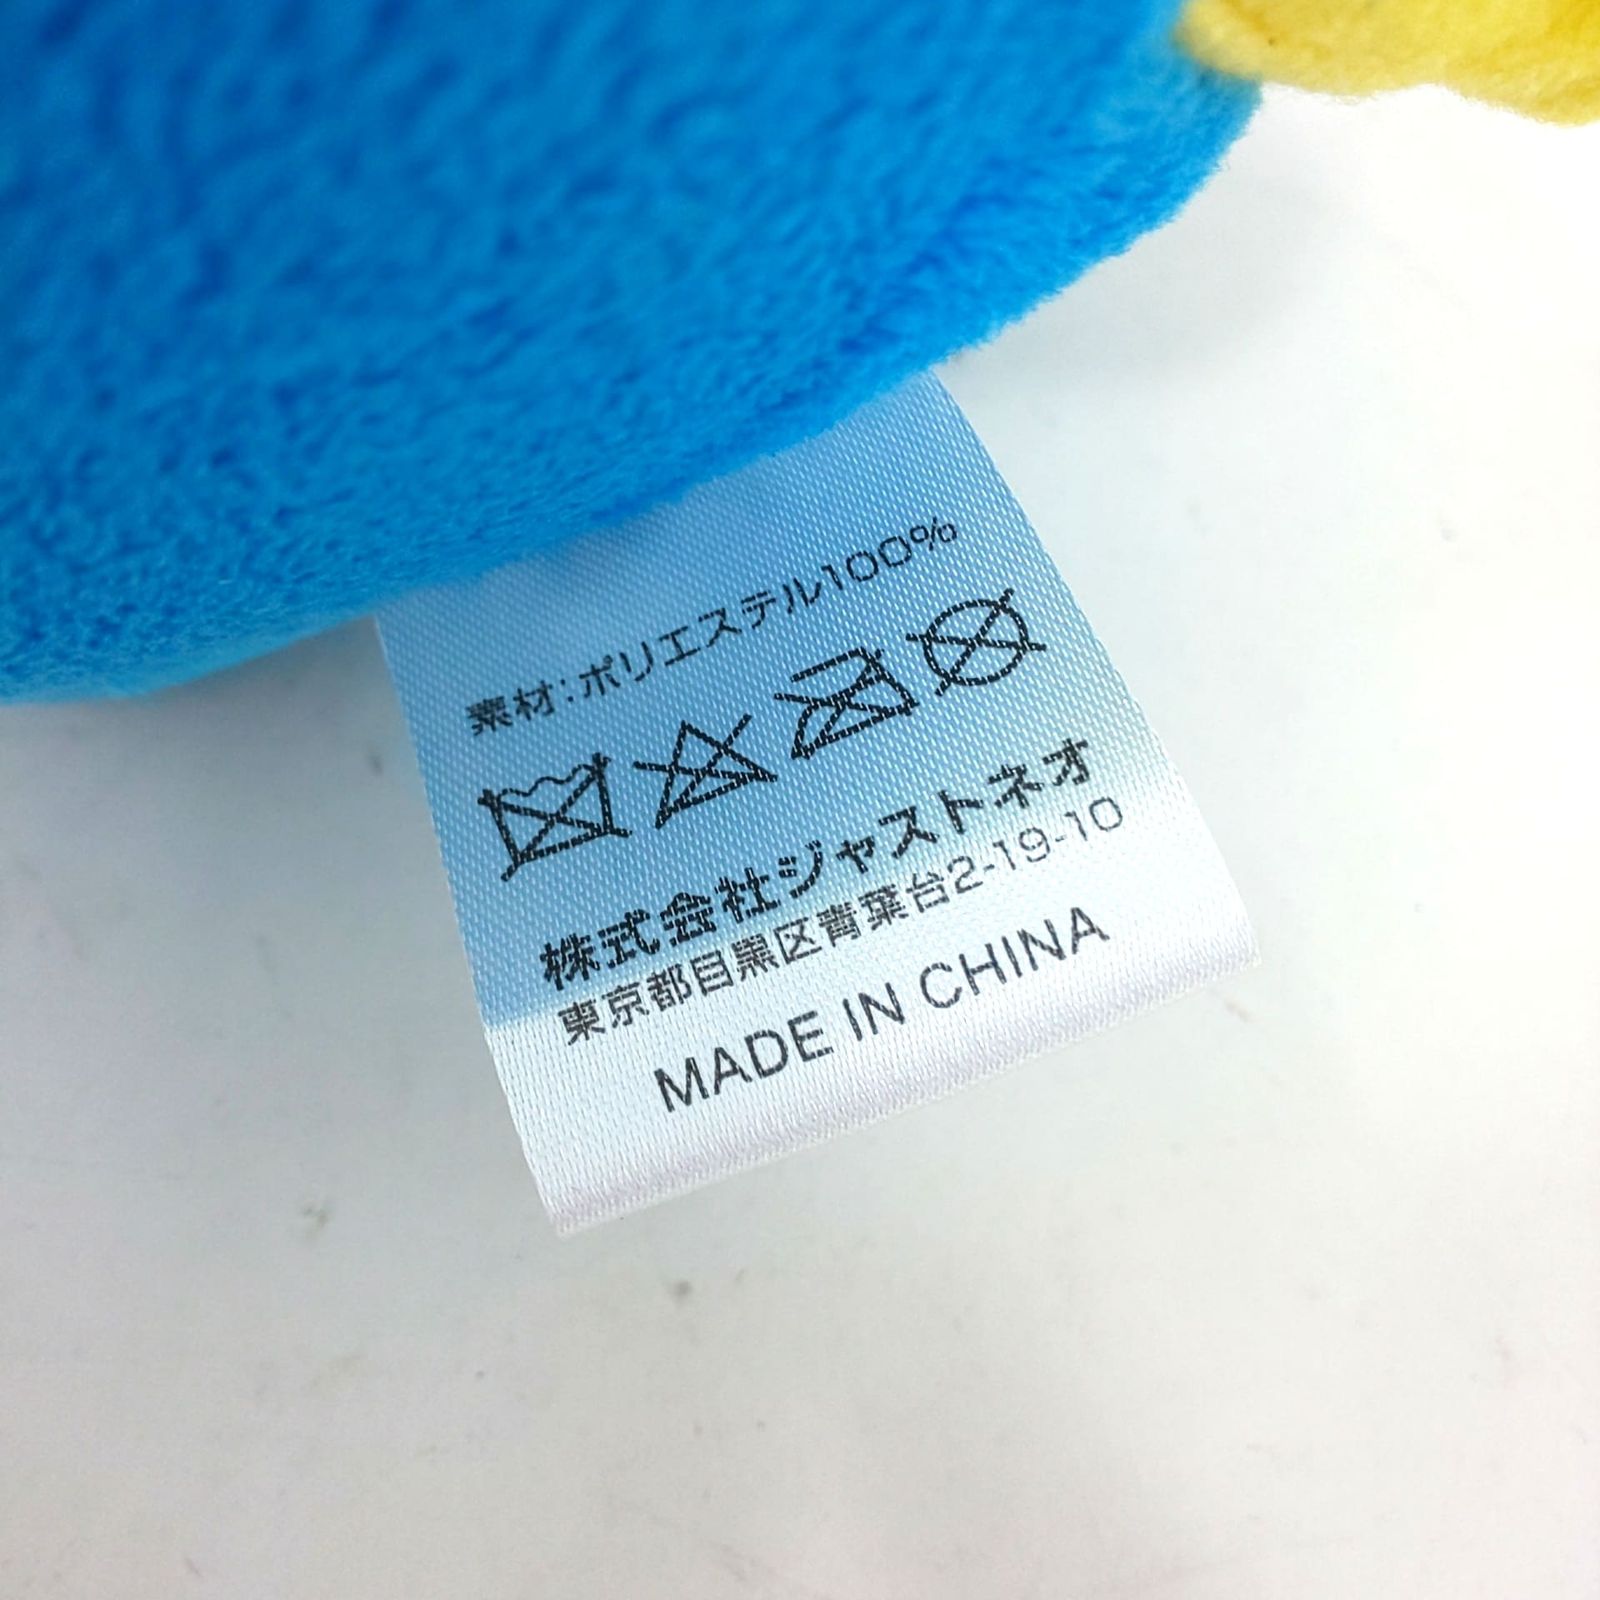 素材:ポリエステル100%
株式会社ジャストネオ
東京都目黒区青葉台2-19-10
MADE IN CHINA